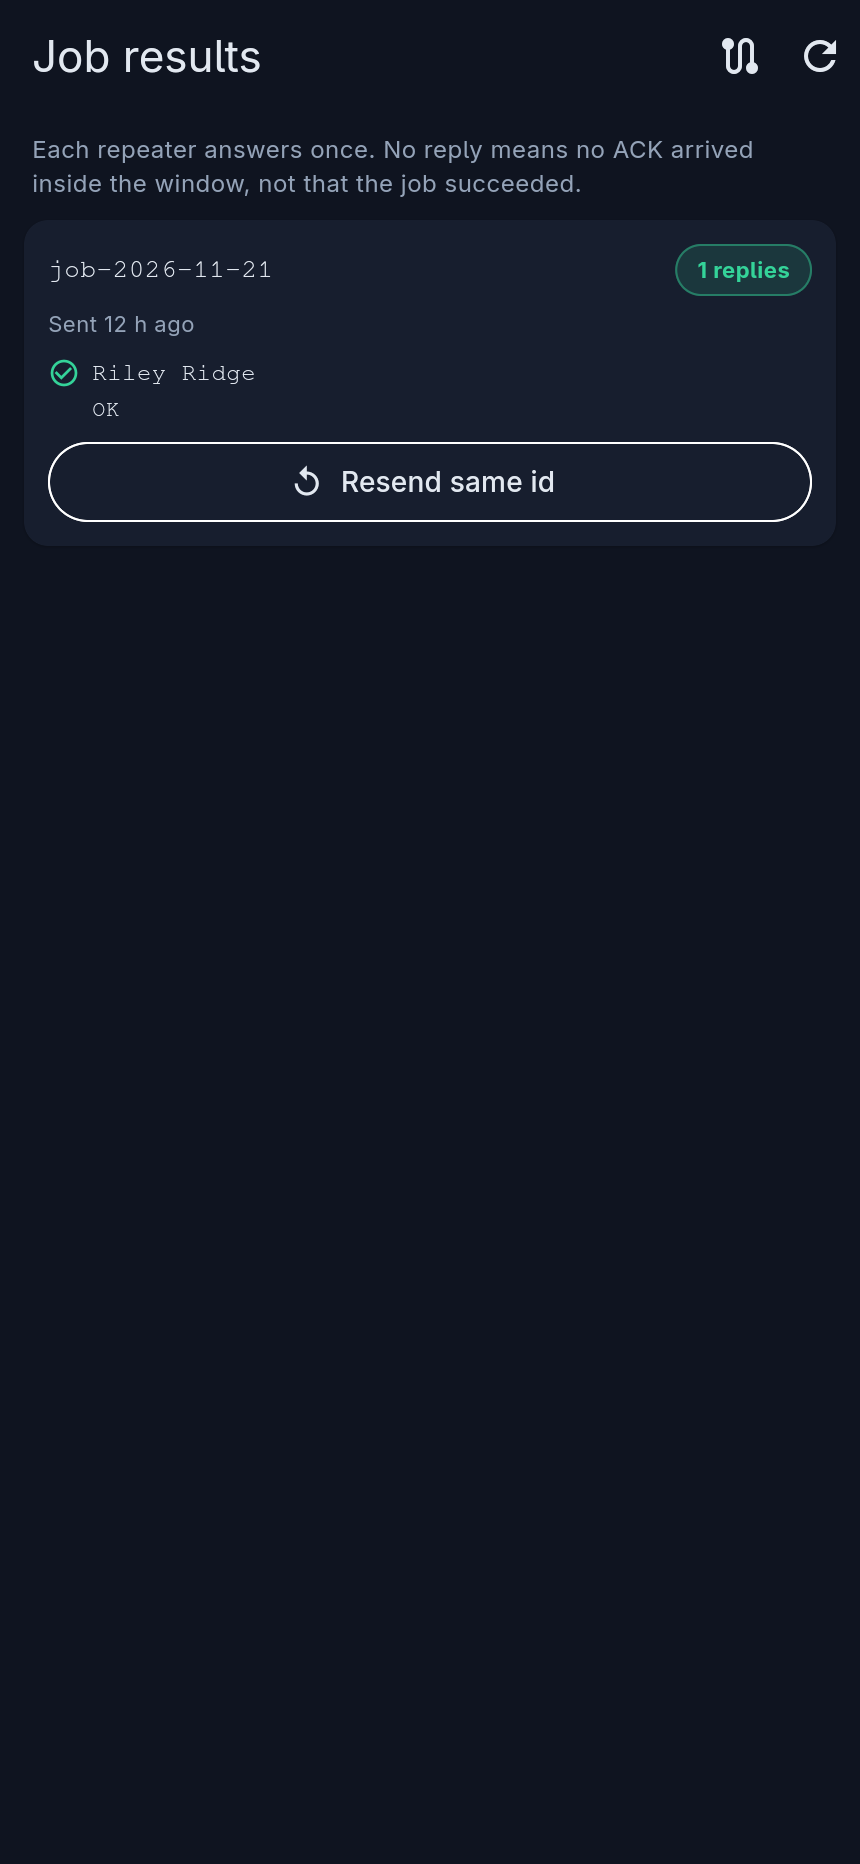 Job results
Each repeater answers once. No reply means no ACK arrived
inside the window, not that the job succeeded.
job-2026-11-21
1 replies
Sent 12 h ago
Riley Ridge
OK
Resend same id